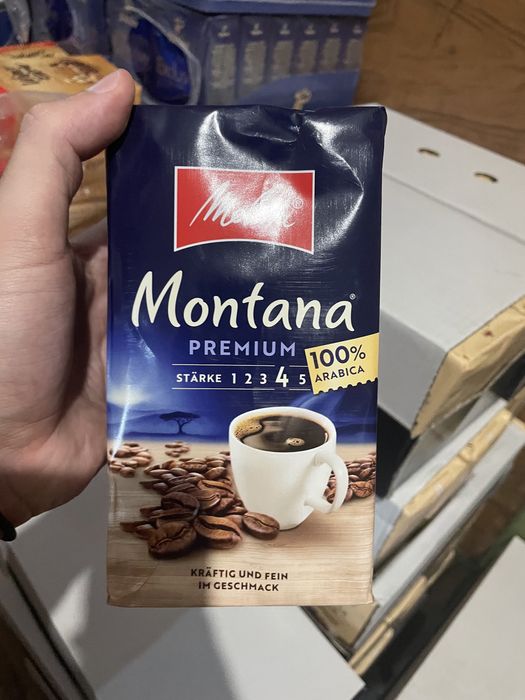 Melitta®
Montana®
PREMIUM
100%
ARABICA
STÄRKE 1 2 3 4 5
KRÄFTIG UND FEIN
IM GESCHMACK